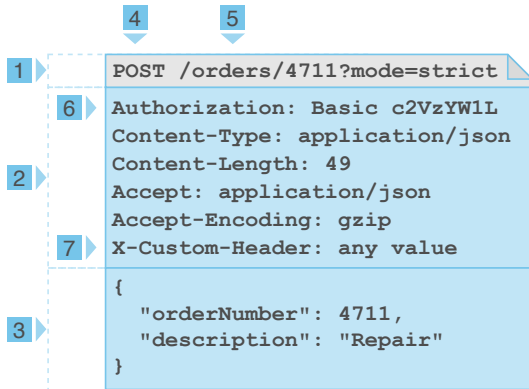 4 5
1 POST /orders/4711?mode=strict
6 Authorization: Basic c2VzYW1L
Content-Type: application/json
2 Content-Length: 49
Accept: application/json
Accept-Encoding: gzip
7 X-Custom-Header: any value
{
"orderNumber": 4711,
3 "description": "Repair"
}